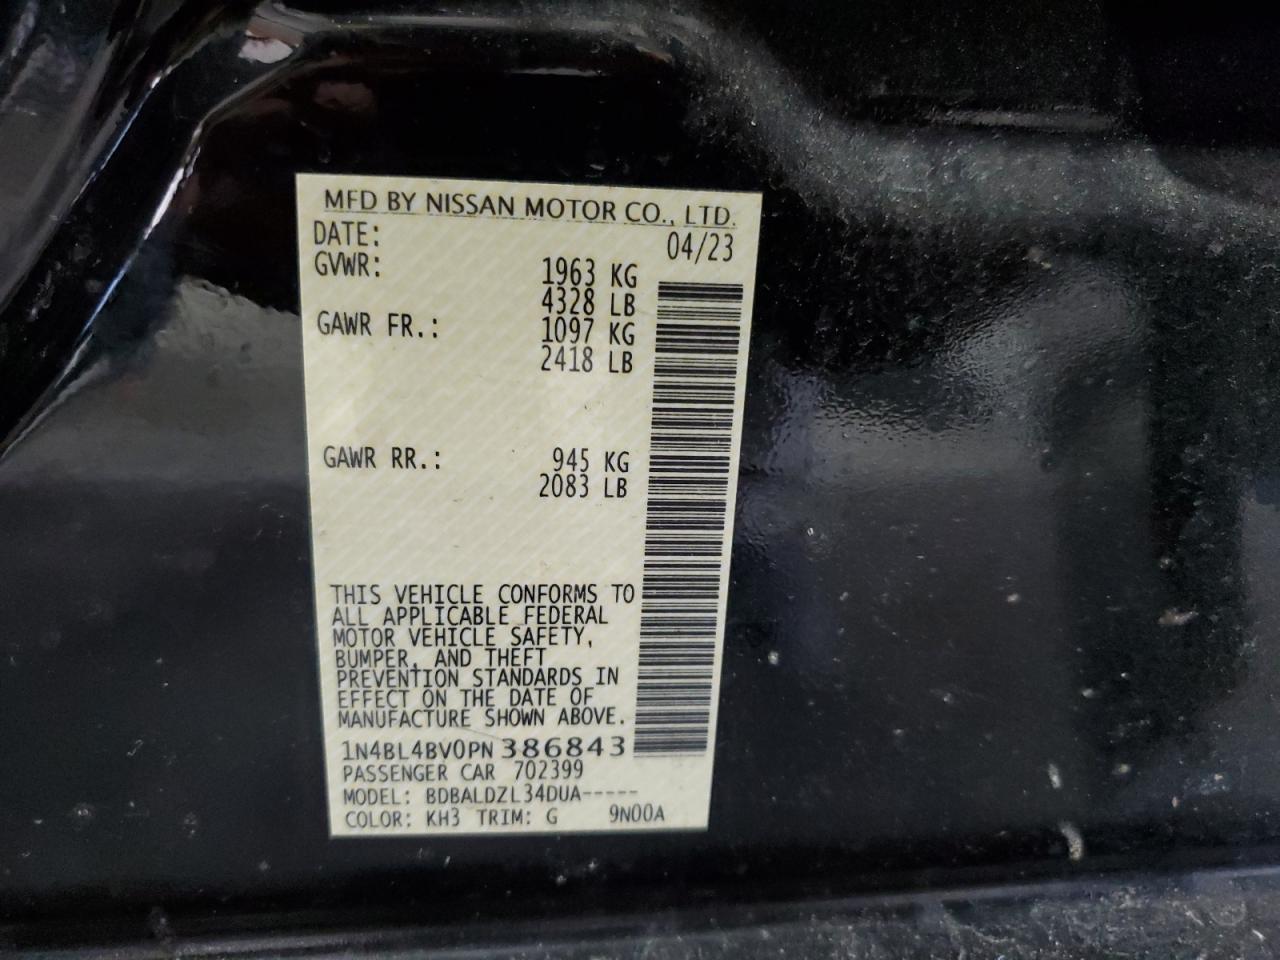 MFD BY NISSAN MOTOR CO., LTD.
DATE: 04/23
GVWR: 1963 KG
4328 LB
GAWR FR.: 1097 KG
2418 LB
GAWR RR.: 945 KG
2083 LB
THIS VEHICLE CONFORMS TO
ALL APPLICABLE FEDERAL
MOTOR VEHICLE SAFETY,
BUMPER, AND THEFT
PREVENTION STANDARDS IN
EFFECT ON THE DATE OF
MANUFACTURE SHOWN ABOVE.
1N4BL4BV0PN386843
PASSENGER CAR 702399
MODEL: BDBALDZL34DUA-----
COLOR: KH3 TRIM: G 9N00A